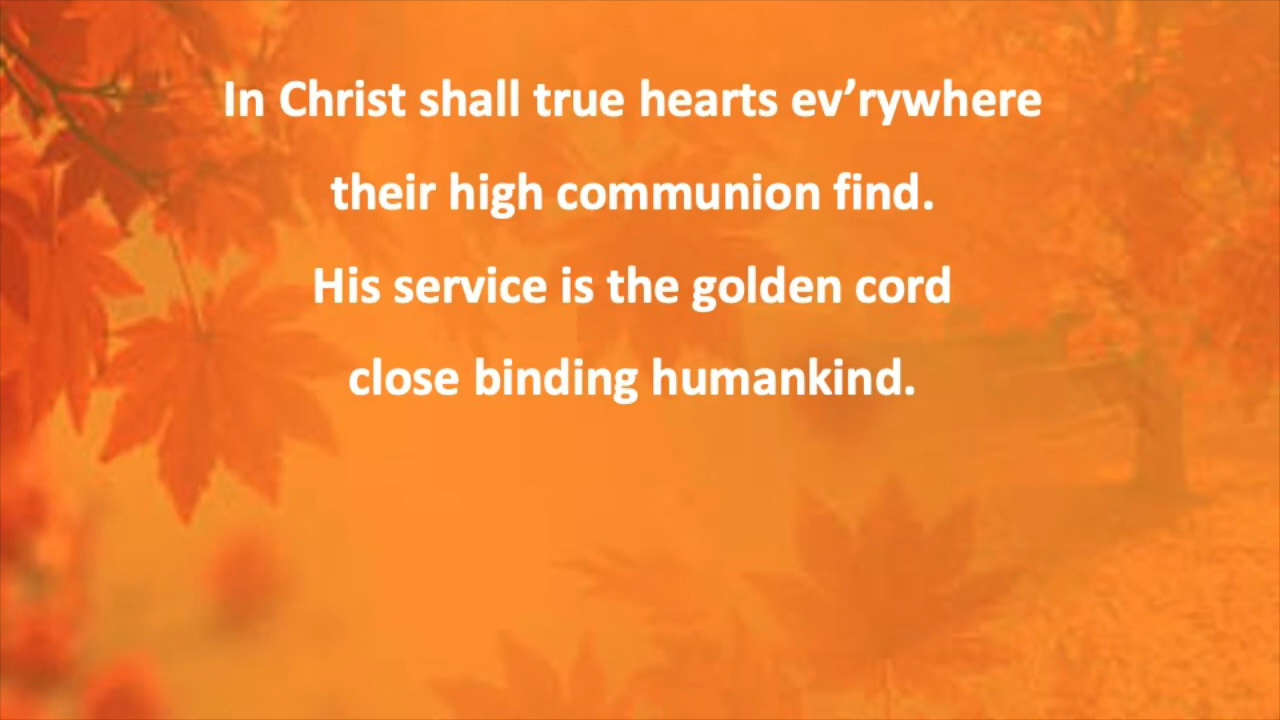 In Christ shall true hearts ev’rywhere
their high communion find.
His service is the golden cord
close binding humankind.